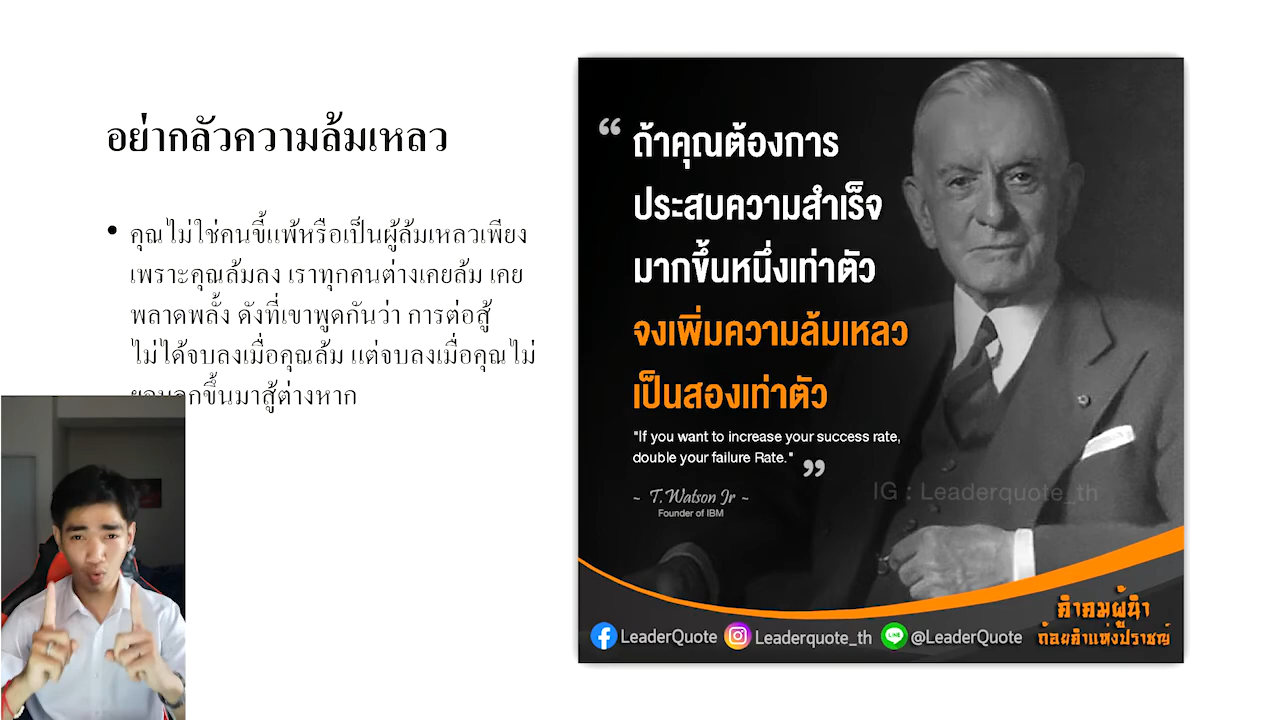 อย่ากลัวความล้มเหลว
• คุณไม่ใช่คนขี้แพ้หรือเป็นผู้ล้มเหลวเพียง
เพราะคุณล้มลง เราทุกคนต่างเคยล้ม เคย
พลาดพลั้ง ดังที่เขาพูดกันว่า การต่อสู้
ไม่ได้จบลงเมื่อคุณล้ม แต่จบลงเมื่อคุณไม่
ขึ้นมาสู้ต่างหาก
“ ถ้าคุณต้องการ
ประสบความสำเร็จ
มากขึ้นหนึ่งเท่าตัว
จงเพิ่มความล้มเหลว
เป็นสองเท่าตัว
"If you want to increase your success rate,
double your failure Rate." ”
~ T.Watson Jr ~
Founder of IBM
IG : Leaderquote_th
คำคมผู้นำ
ถ้อยคำแห่งปราชญ์
LeaderQuote Leaderquote_th @LeaderQuote